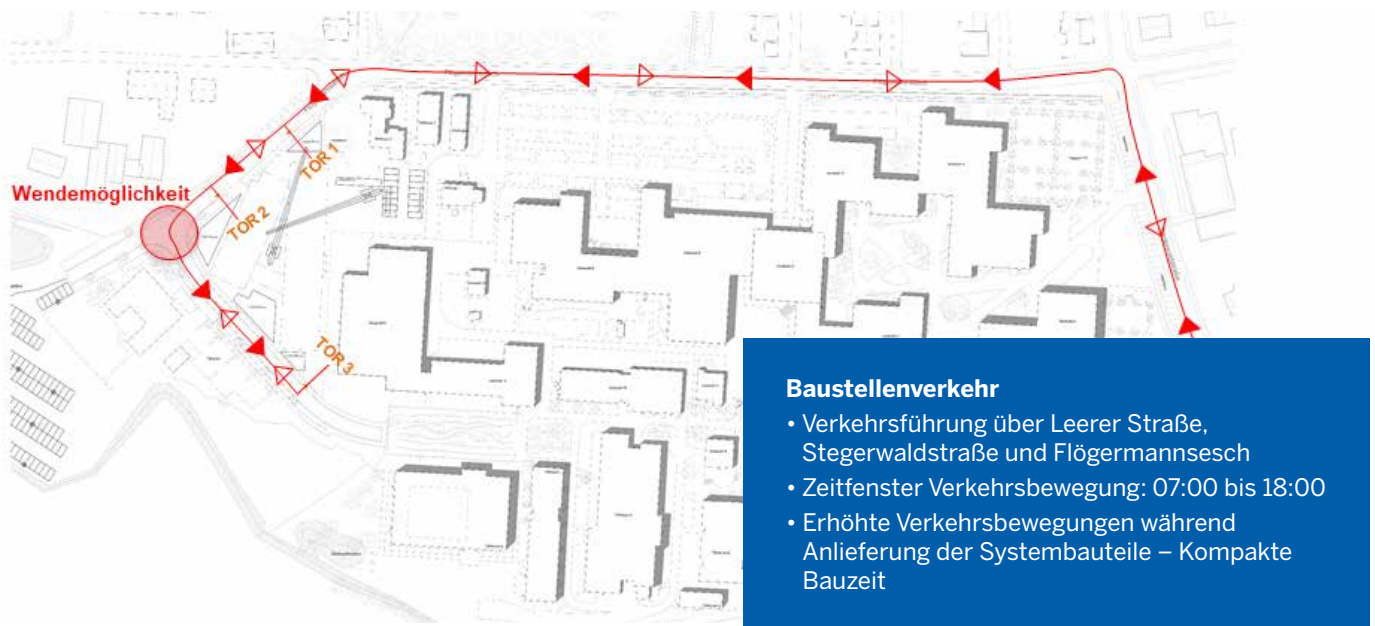 Wendemöglichkeit
TOR 1
TOR 2
TOR 3
Baustellenverkehr
• Verkehrsführung über Leerer Straße,
Stegerwaldstraße und Flögermannsesch
• Zeitfenster Verkehrsbewegung: 07:00 bis 18:00
• Erhöhte Verkehrsbewegungen während
Anlieferung der Systembauteile – Kompakte
Bauzeit